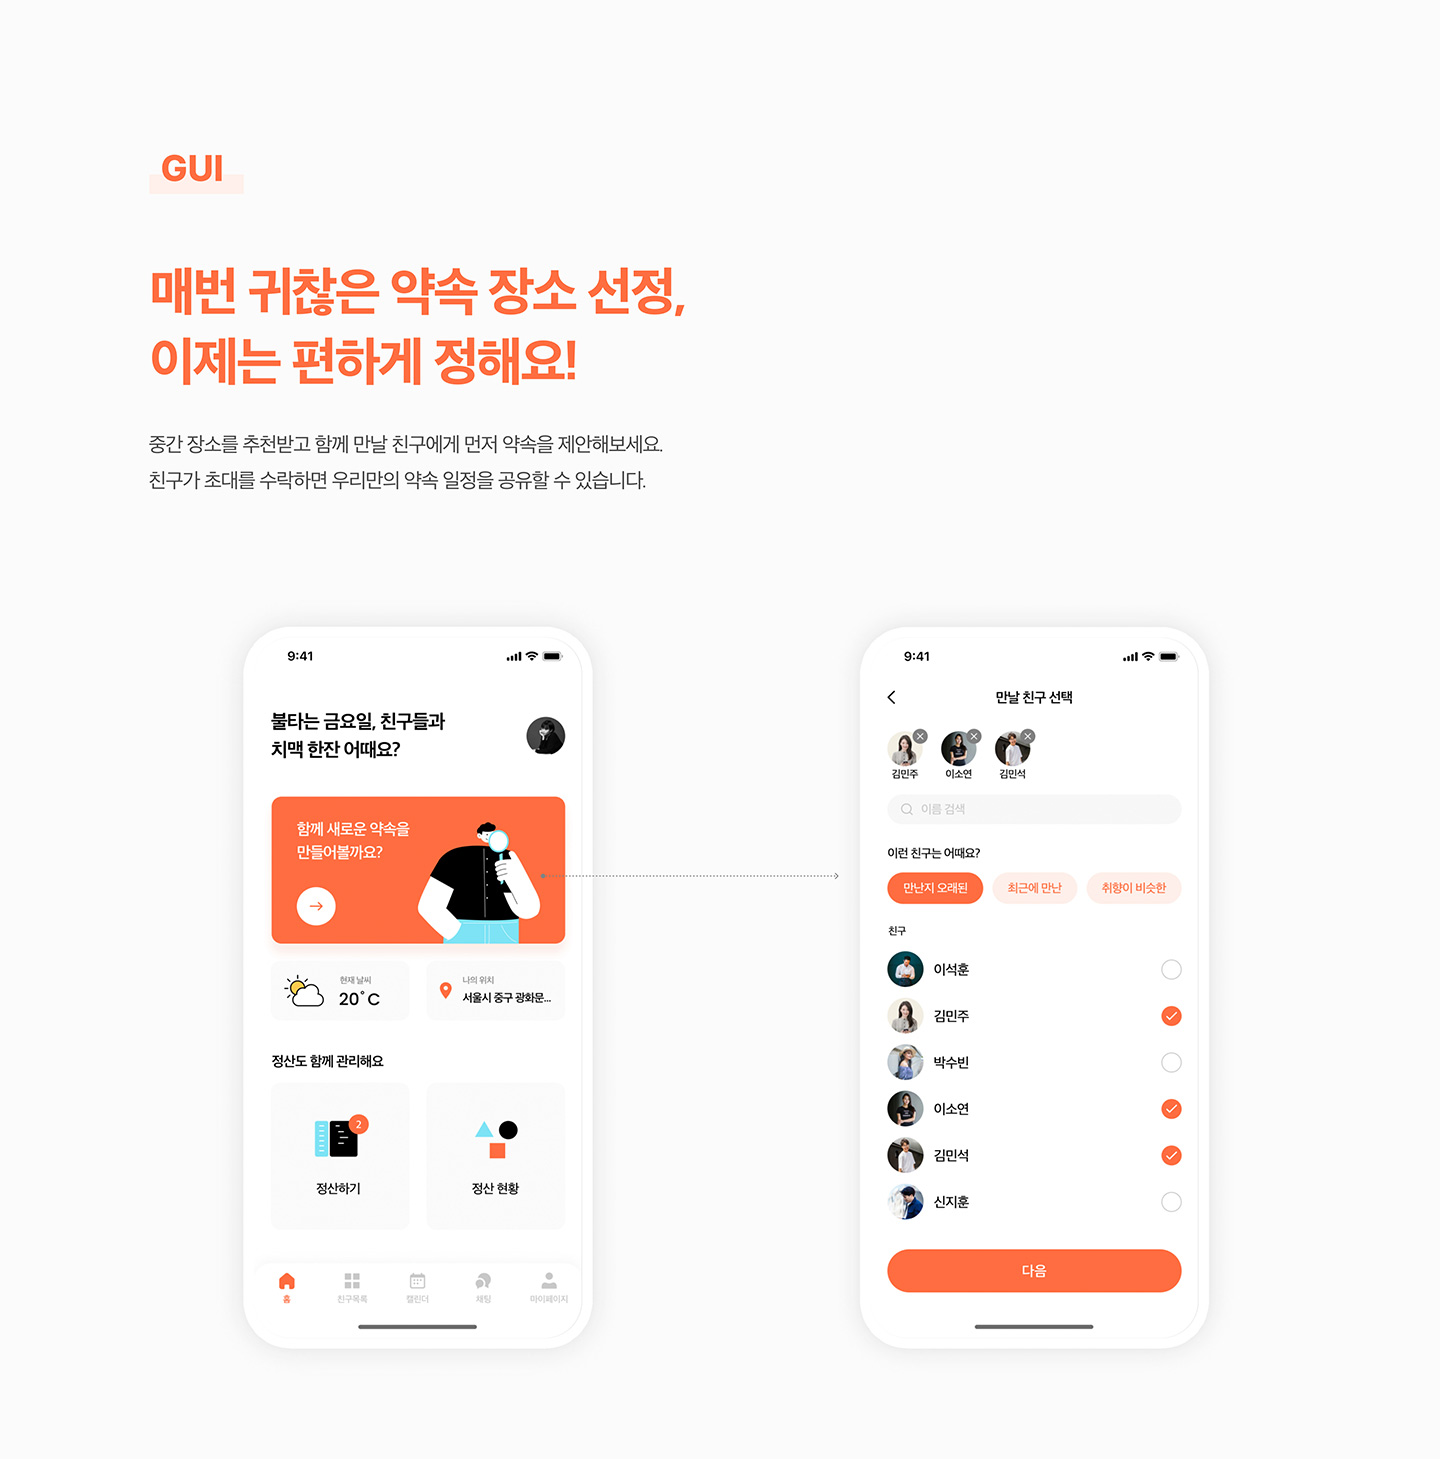 GUI
매번 귀찮은 약속 장소 선정,
이제는 편하게 정해요!
중간 장소를 추천받고 함께 만날 친구에게 먼저 약속을 제안해보세요.
친구가 초대를 수락하면 우리만의 약속 일정을 공유할 수 있습니다.
9:41
불타는 금요일, 친구들과
치맥 한잔 어때요?
함께 새로운 약속을
만들어볼까요?
현재 날씨
20°C
나의 위치
서울시 중구 광화문...
정산도 함께 관리해요
2
정산하기
정산 현황
홈
친구목록
캘린더
채팅
마이페이지
9:41
만날 친구 선택
김민주
이소연
김민석
이름 검색
이런 친구는 어때요?
만난지 오래된
최근에 만난
취향이 비슷한
친구
이석훈
김민주
박수빈
이소연
김민석
신지훈
다음